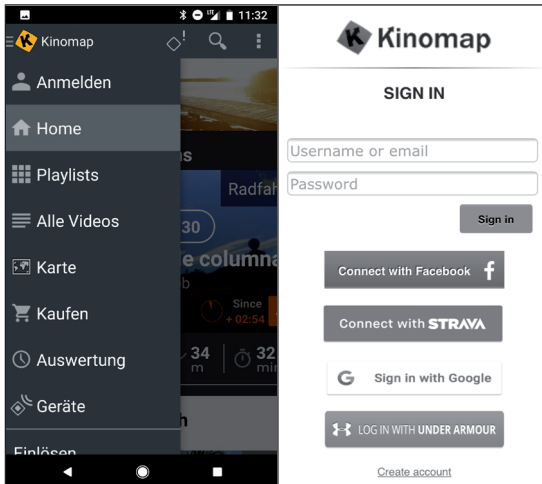 11:32
Kinomap
Anmelden
Home
Playlists
Alle Videos
Karte
Kaufen
Auswertung
Geräte
Einlösen
Radfah
30
e columna
b
Since
+ 02:54
34
m
32
min
h
Kinomap
SIGN IN
Username or email
Password
Sign in
Connect with Facebook f
Connect with STRAVA
G Sign in with Google
LOG IN WITH UNDER ARMOUR
Create account